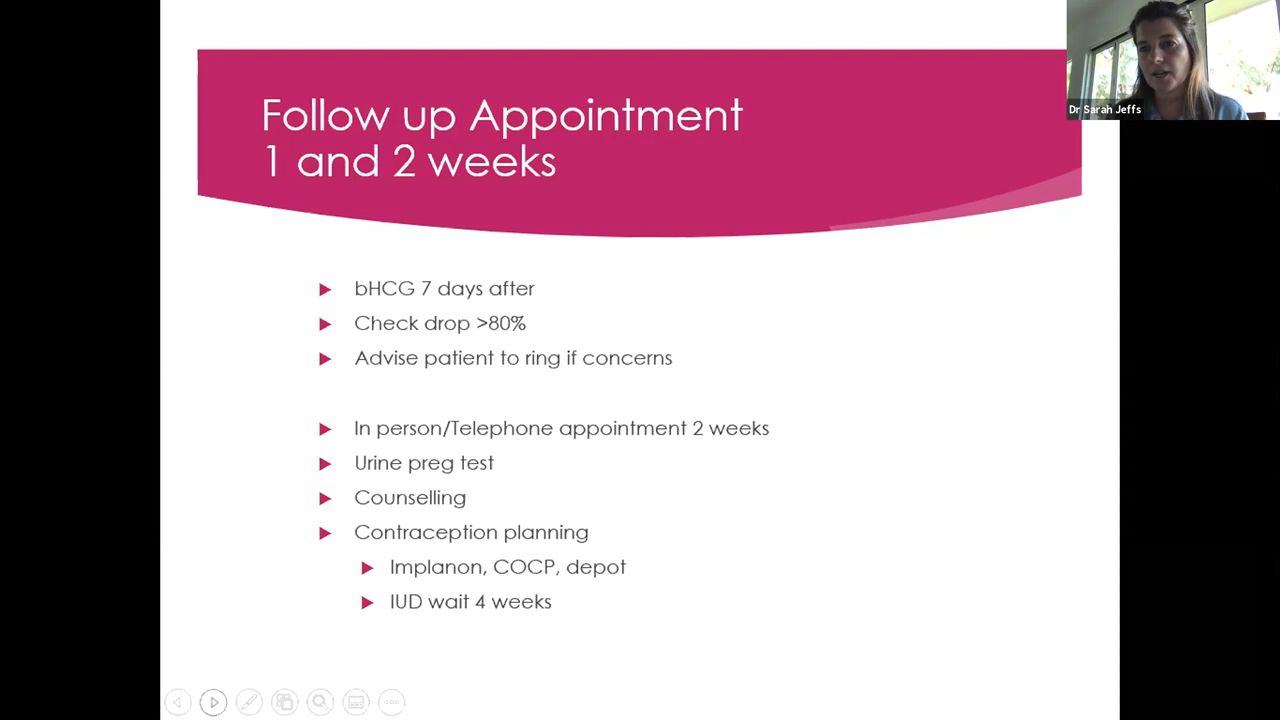 Follow up Appointment
1 and 2 weeks
Dr Sarah Jeffs
bHCG 7 days after
Check drop >80%
Advise patient to ring if concerns
In person/Telephone appointment 2 weeks
Urine preg test
Counselling
Contraception planning
Implanon, COCP, depot
IUD wait 4 weeks